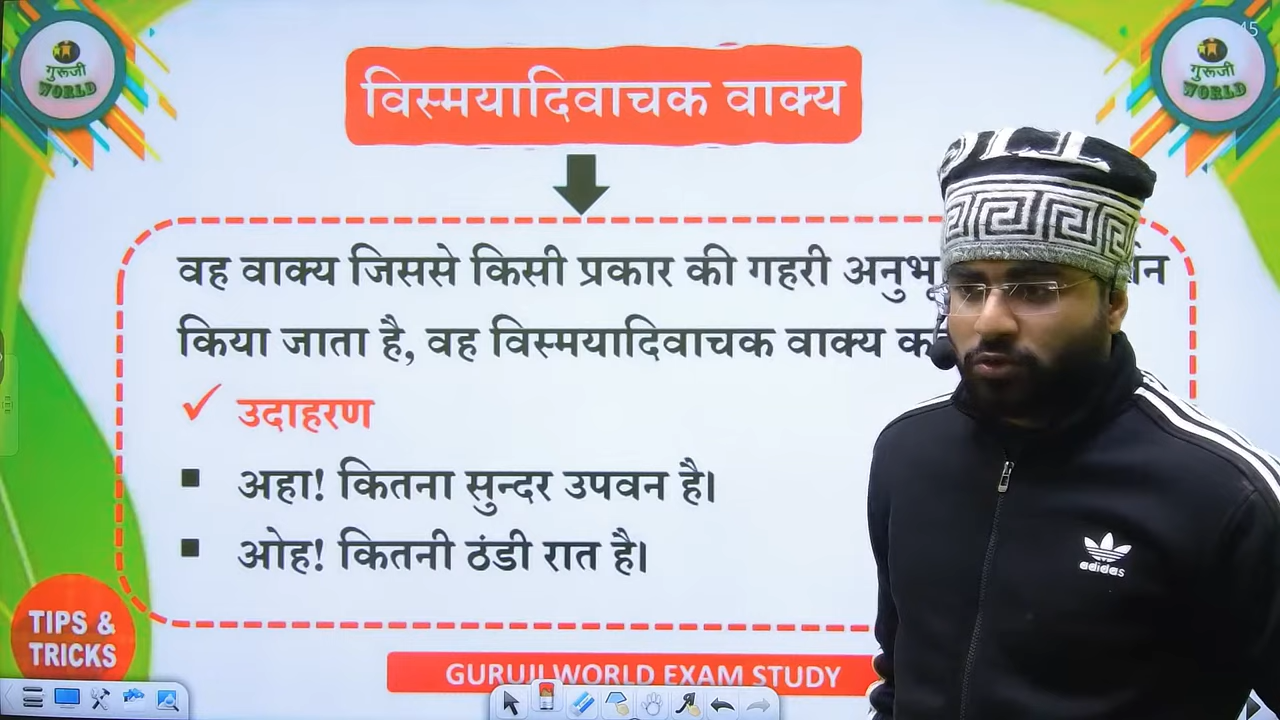 गुरूजी
WORLD
विस्मयादिवाचक वाक्य
गुरूजी
WORLD
45
वह वाक्य जिससे किसी प्रकार की गहरी
किया जाता है, वह विस्मयादिवाचक वाक्य
उदाहरण
अहा! कितना सुन्दर उपवन है।
ओह! कितनी ठंडी रात है।
adidas
TIPS &
TRICKS
GURUJI WORLD EXAM STUDY